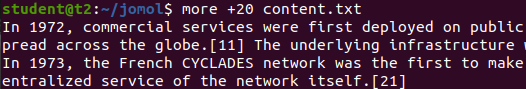 student@t2:~/jomol$ more +20 content.txt
In 1972, commercial services were first deployed on public
pread across the globe.[11] The underlying infrastructure
In 1973, the French CYCLADES network was the first to make
entralized service of the network itself.[21]